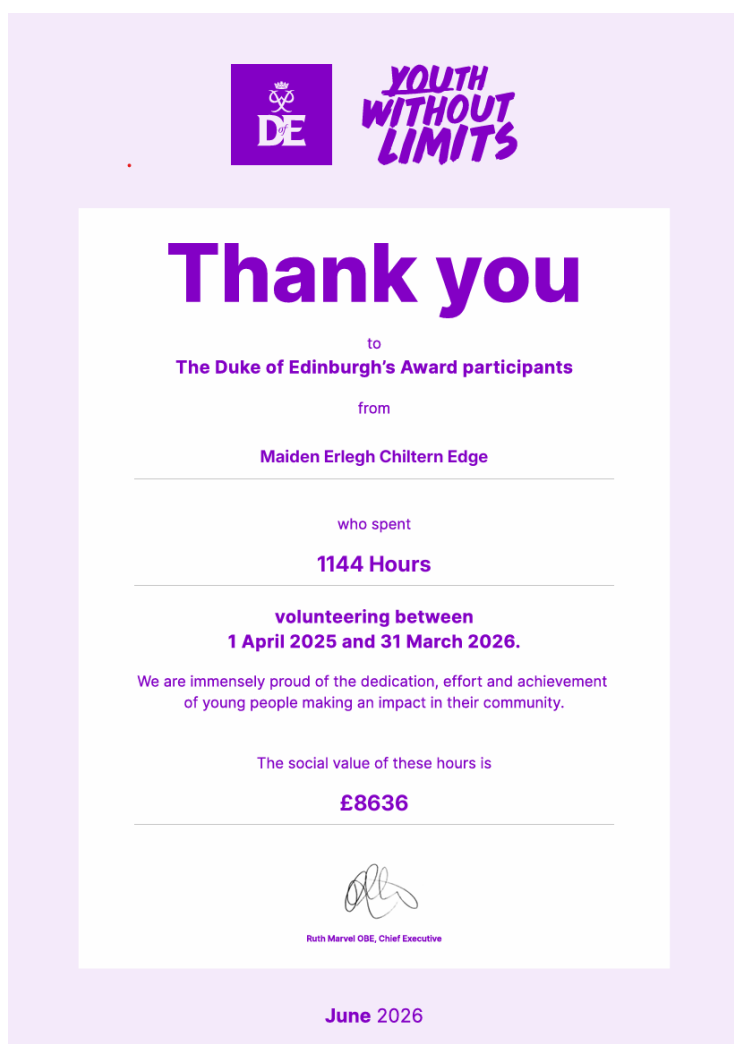 DofE
YOUTH
WITHOUT
LIMITS
Thank you
to
The Duke of Edinburgh's Award participants
from
Maiden Erlegh Chiltern Edge
who spent
1144 Hours
volunteering between
1 April 2025 and 31 March 2026.
We are immensely proud of the dedication, effort and achievement
of young people making an impact in their community.
The social value of these hours is
£8636
Ruth Marvel OBE, Chief Executive
June 2026